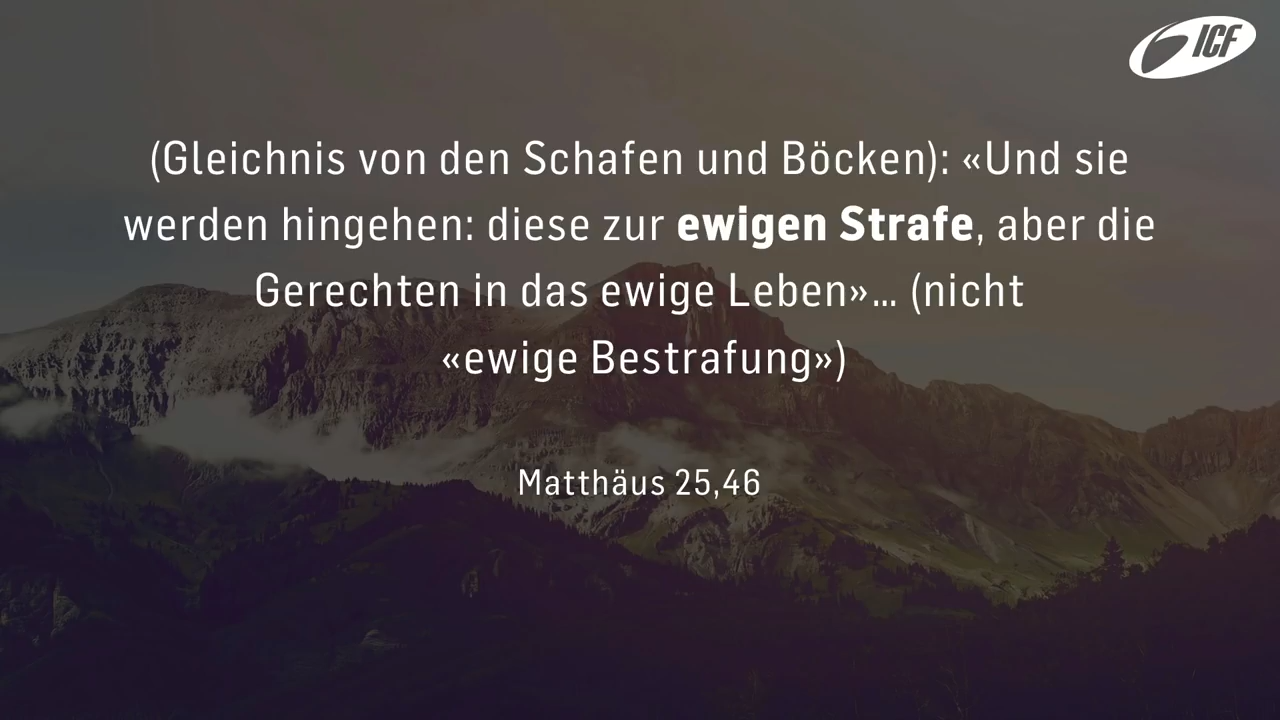 ICF
(Gleichnis von den Schafen und Böcken): «Und sie
werden hingehen: diese zur ewigen Strafe, aber die
Gerechten in das ewige Leben»… (nicht
«ewige Bestrafung»)
Matthäus 25,46